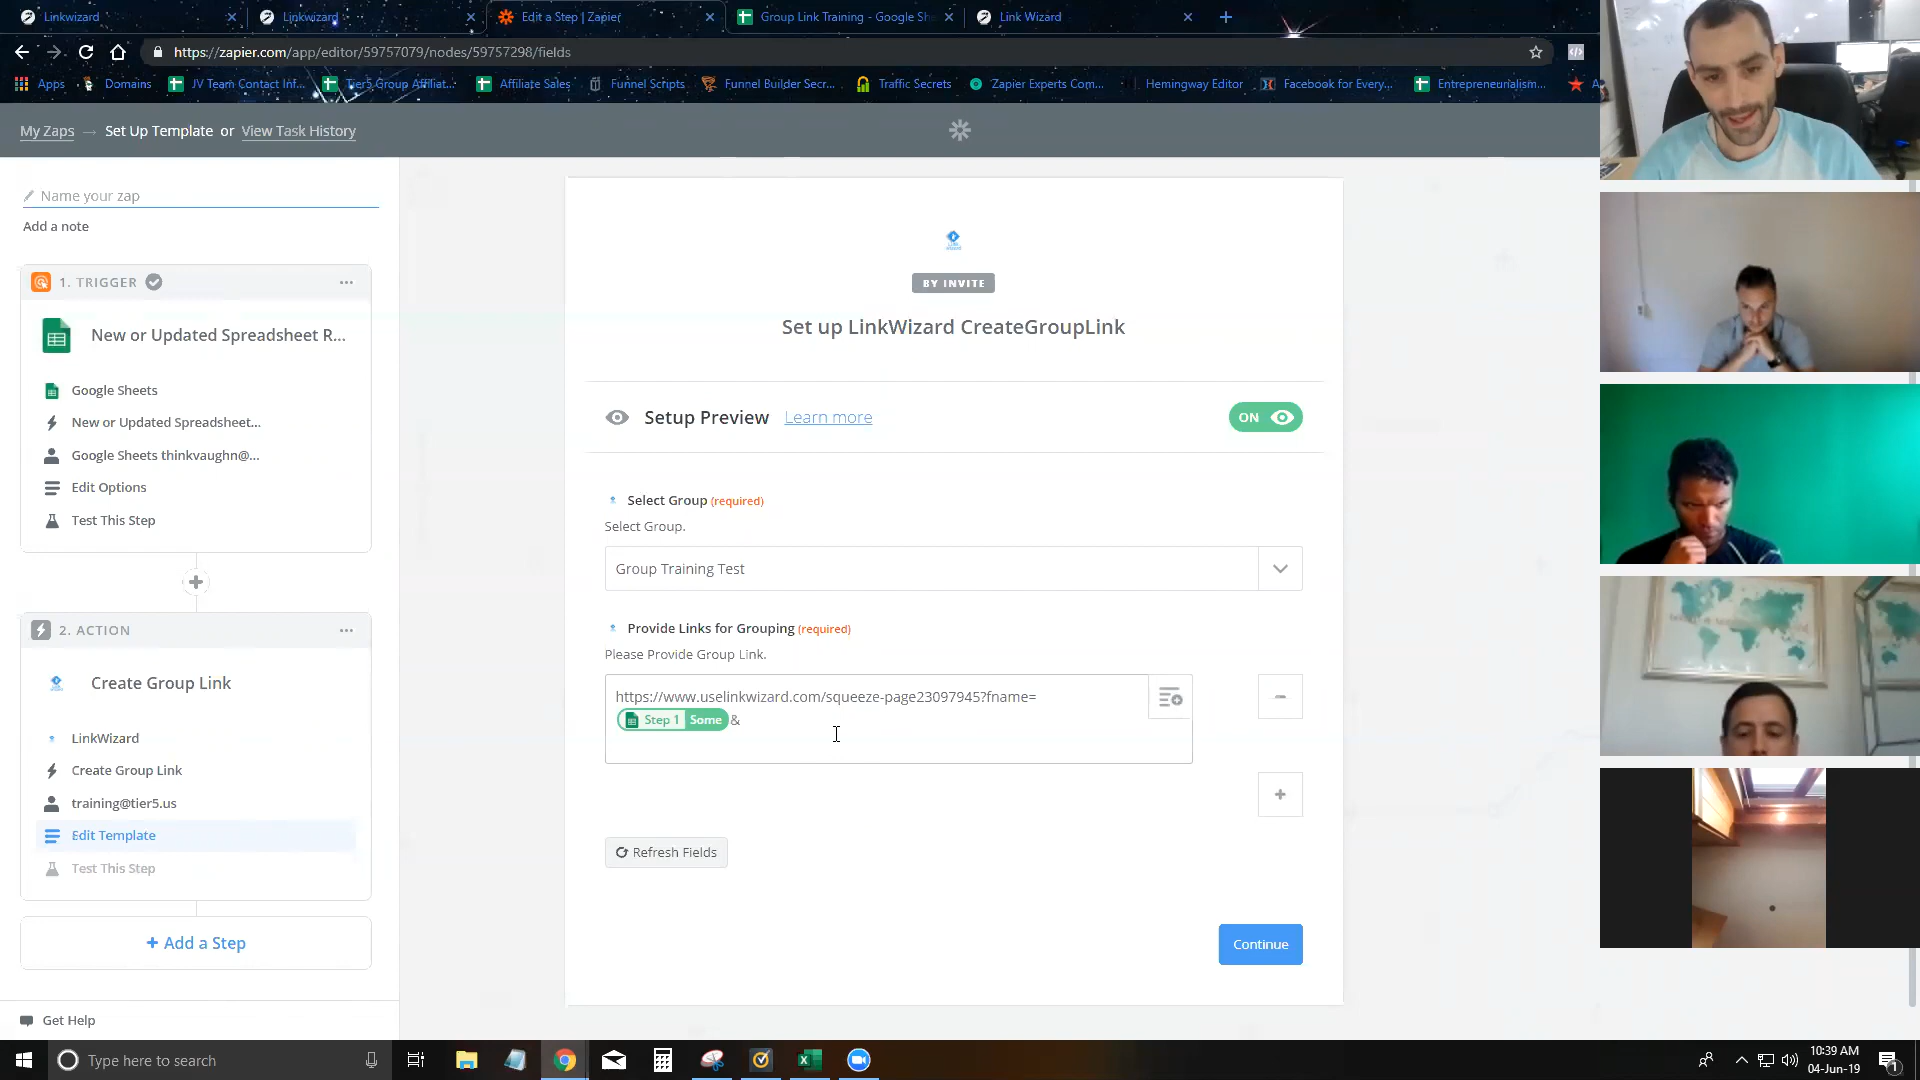 Linkwizard
Linkwizard
Edit a Step | Zapier
Group Link Training - Google She
Link Wizard
https://zapier.com/app/editor/59757079/nodes/59757298/fields
Apps
Domains
JV Team Contact Inf...
Tier5 Group Affiliat...
Affiliate Sales
Funnel Scripts
Funnel Builder Secr...
Traffic Secrets
Zapier Experts Com...
Hemingway Editor
Facebook for Every...
Entrepreneurialism...
My Zaps → Set Up Template or View Task History
Name your zap
Add a note
1. TRIGGER
New or Updated Spreadsheet R...
Google Sheets
New or Updated Spreadsheet...
Google Sheets thinkvaughn@...
Edit Options
Test This Step
2. ACTION
Create Group Link
LinkWizard
Create Group Link
training@tier5.us
Edit Template
Test This Step
+ Add a Step
Get Help
BY INVITE
Set up LinkWizard CreateGroupLink
Setup Preview Learn more
ON
Select Group (required)
Select Group.
Group Training Test
Provide Links for Grouping (required)
Please Provide Group Link.
https://www.uselinkwizard.com/squeeze-page23097945?fname=
Step 1 Some &
Refresh Fields
Continue
Type here to search
10:39 AM
04-Jun-19
1